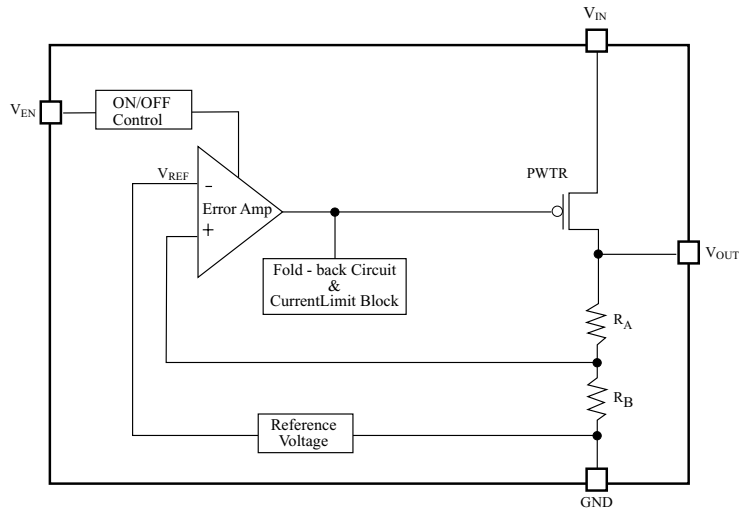 VIN
VEN
ON/OFF
Control
VREF
-
Error Amp
+
PWTR
Fold - back Circuit
&
CurrentLimit Block
VOUT
RA
RB
Reference
Voltage
GND